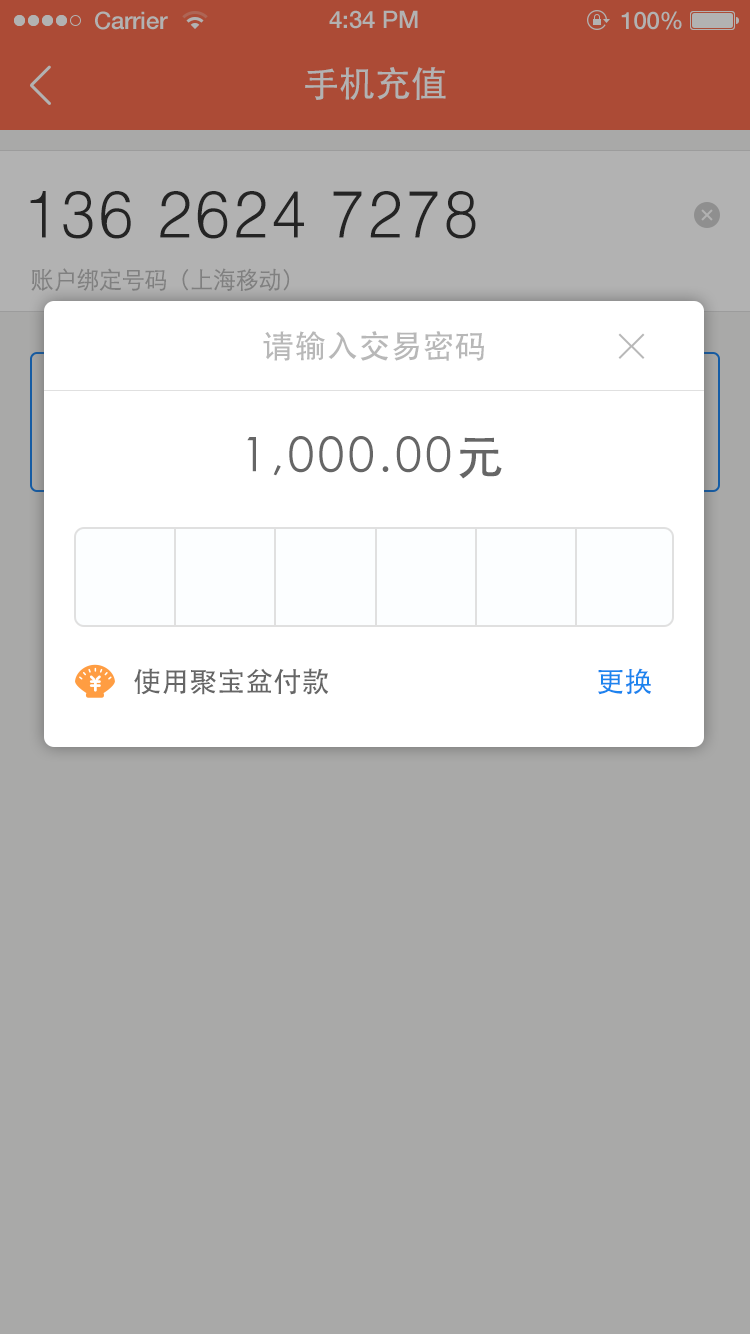 Carrier 4:34 PM 100%
手机充值
136 2624 7278
账户绑定号码（上海移动）
请输入交易密码
1,000.00元
¥ 使用聚宝盆付款 更换